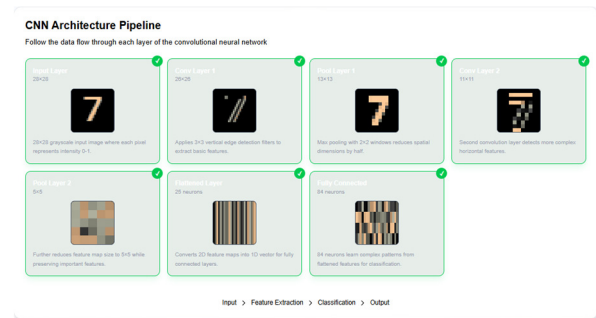 CNN Architecture Pipeline
Follow the data flow through each layer of the convolutional neural network
Input Layer
28×28
28×28 grayscale input image where each pixel
represents intensity 0-1.
Conv Layer 1
26×26
Applies 3×3 vertical edge detection filters to
extract basic features.
Pool Layer 1
13×13
Max pooling with 2×2 windows reduces spatial
dimensions by half.
Conv Layer 2
11×11
Second convolution layer detects more complex
horizontal features.
Pool Layer 2
5×5
Further reduces feature map size to 5×5 while
preserving important features.
Flattened Layer
25 neurons
Converts 2D feature maps into 1D vector for fully
connected layers.
Fully Connected
64 neurons
64 neurons learn complex patterns from
flattened features for classification.
Input > Feature Extraction > Classification > Output